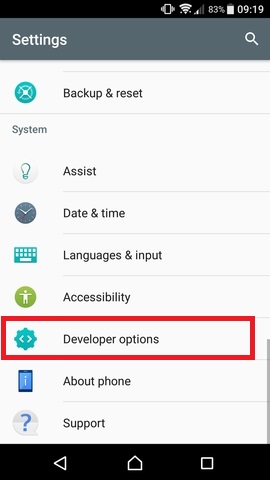 83% 09:19
Settings
Backup & reset
System
Assist
Date & time
Languages & input
Accessibility
Developer options
About phone
Support